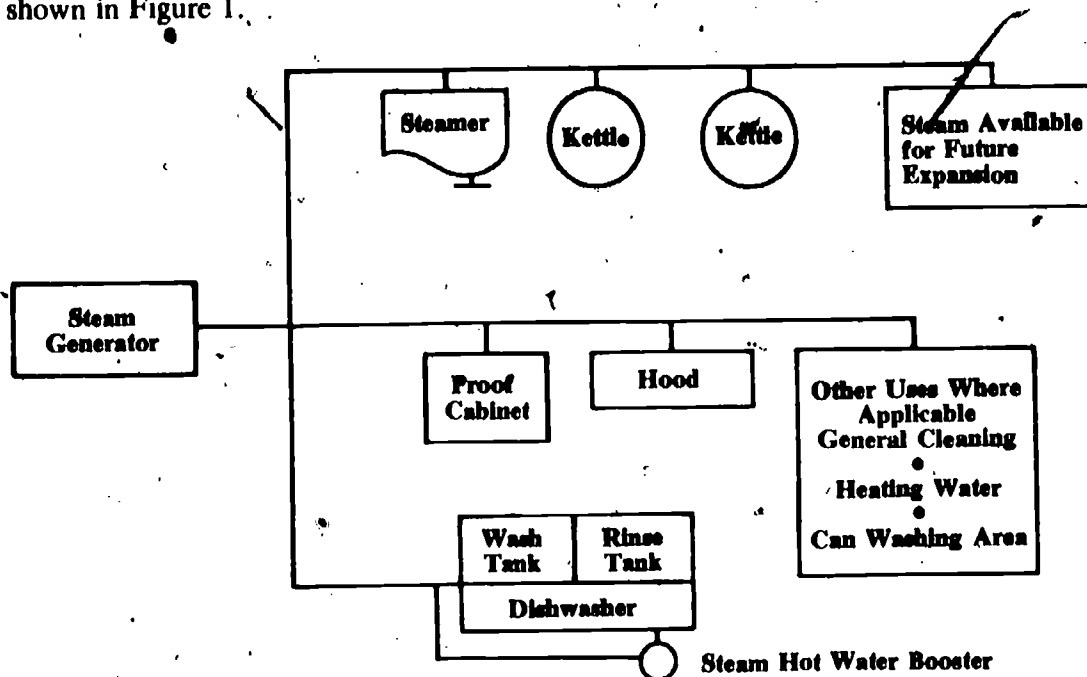 shown in Figure 1.
Steamer
Kettle
Kettle
Steam Available
for Future
Expansion
Steam
Generator
Proof
Cabinet
Hood
Other Uses Where
Applicable
General Cleaning
●
Heating Water
●
Can Washing Area
Wash
Tank
Rinse
Tank
Dishwasher
Steam Hot Water Booster